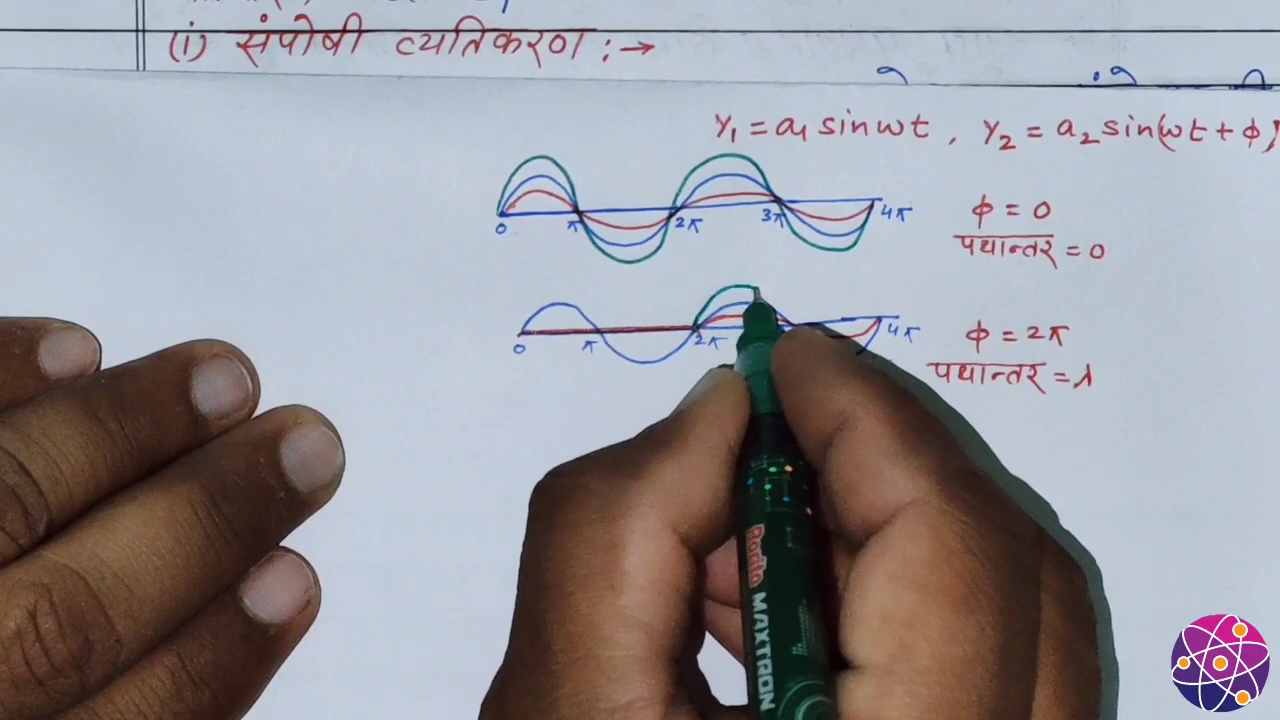 (i) संपोषी व्यतिकरण :→
y₁ = a₁ sin ωt , y₂ = a₂ sin(ωt + φ)
0 π 2π 3π 4π
φ = 0
पथान्तर = 0
0 π 2π 4π
φ = 2π
पथान्तर = λ
Rorito MAXTRON